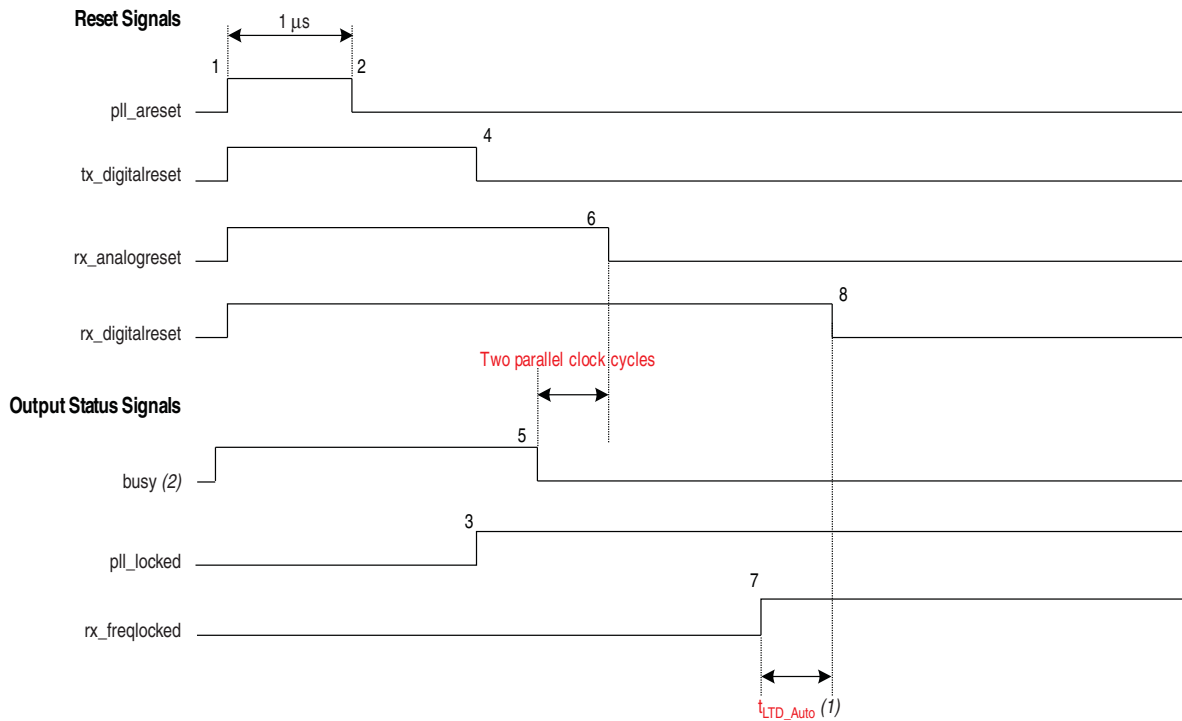 Reset Signals
1 μs
1
2
pll_areset
4
tx_digitalreset
6
rx_analogreset
8
rx_digitalreset
Two parallel clock cycles
Output Status Signals
5
busy (2)
3
pll_locked
7
rx_freqlocked
tLTD_Auto (1)